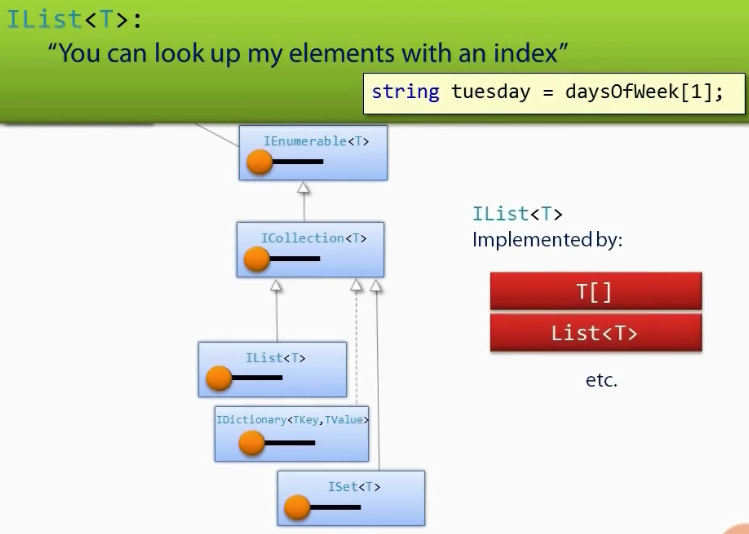 IList<T>:
“You can look up my elements with an index”
string tuesday = daysOfWeek[1];
IEnumerable<T>
ICollection<T>
IList<T>
Implemented by:
T[]
List<T>
etc.
IList<T>
IDictionary<TKey,TValue>
ISet<T>